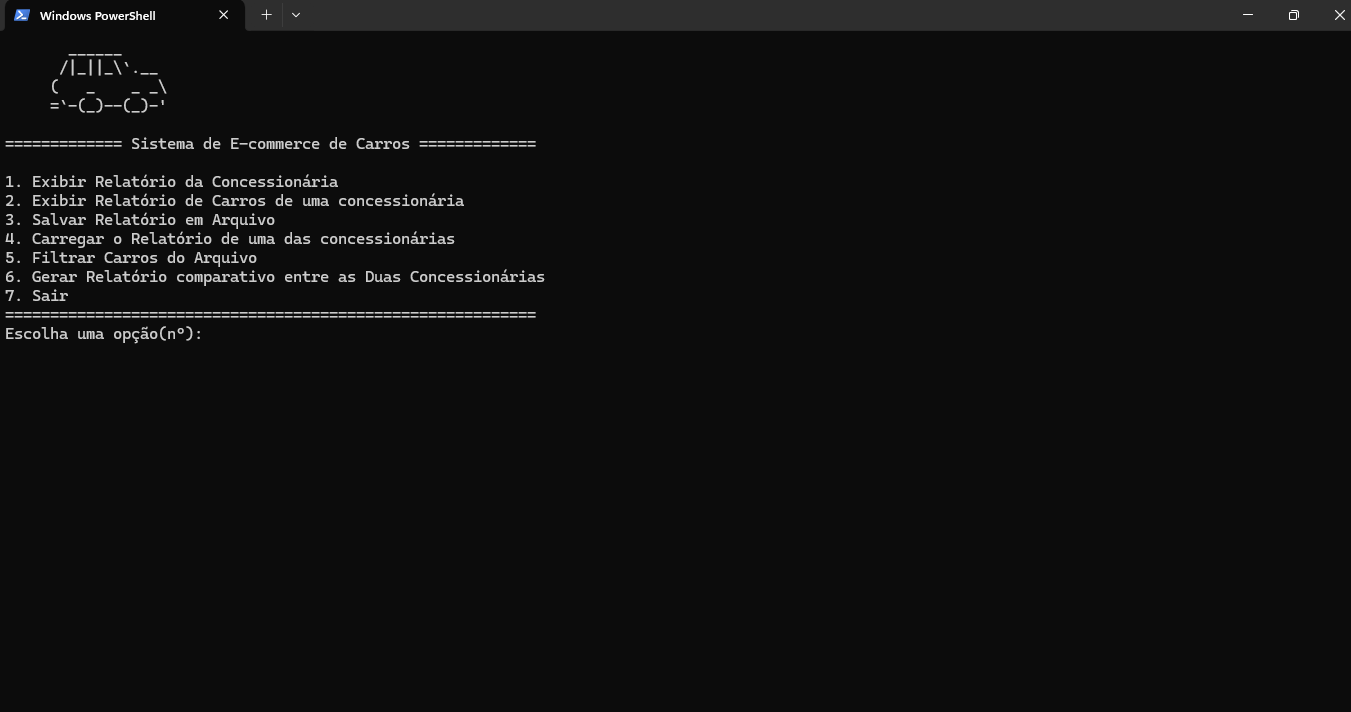 Windows PowerShell
  ______
 /|_||_\`.__
(   _    _ _\
=`-(_)--(_)-'
============= Sistema de E-commerce de Carros =============
1. Exibir Relatório da Concessionária
2. Exibir Relatório de Carros de uma concessionária
3. Salvar Relatório em Arquivo
4. Carregar o Relatório de uma das concessionárias
5. Filtrar Carros do Arquivo
6. Gerar Relatório comparativo entre as Duas Concessionárias
7. Sair
===========================================================
Escolha uma opção(nº):